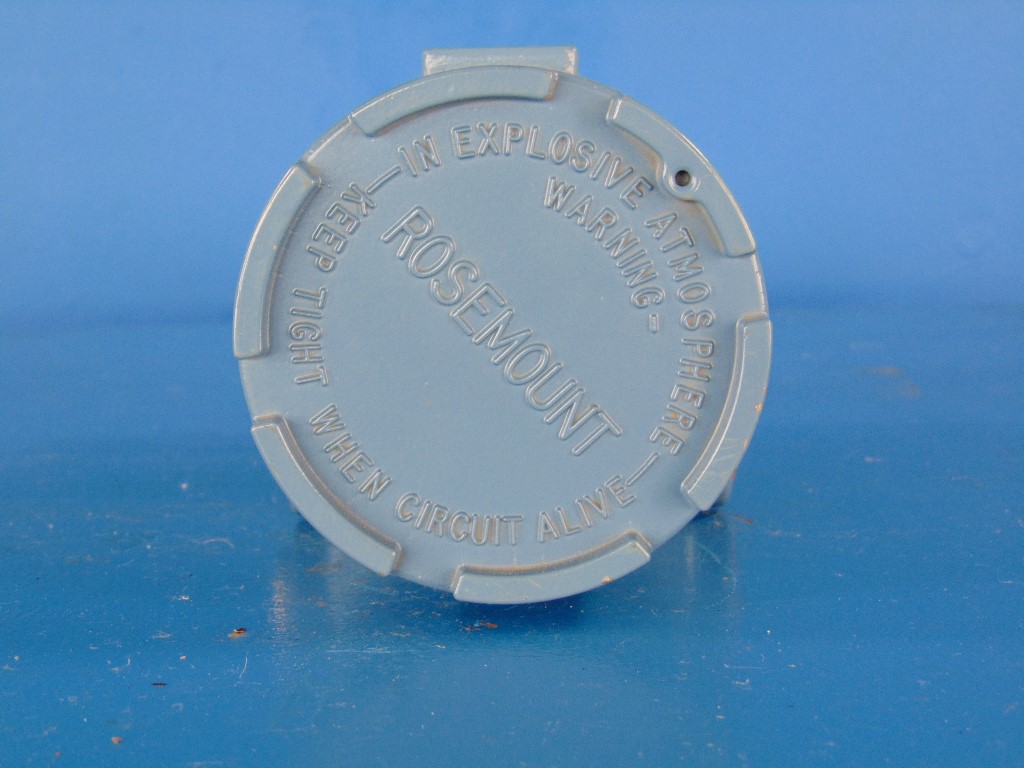 WARNING-
—IN EXPLOSIVE ATMOSPHERE—
KEEP TIGHT WHEN CIRCUIT ALIVE
ROSEMOUNT